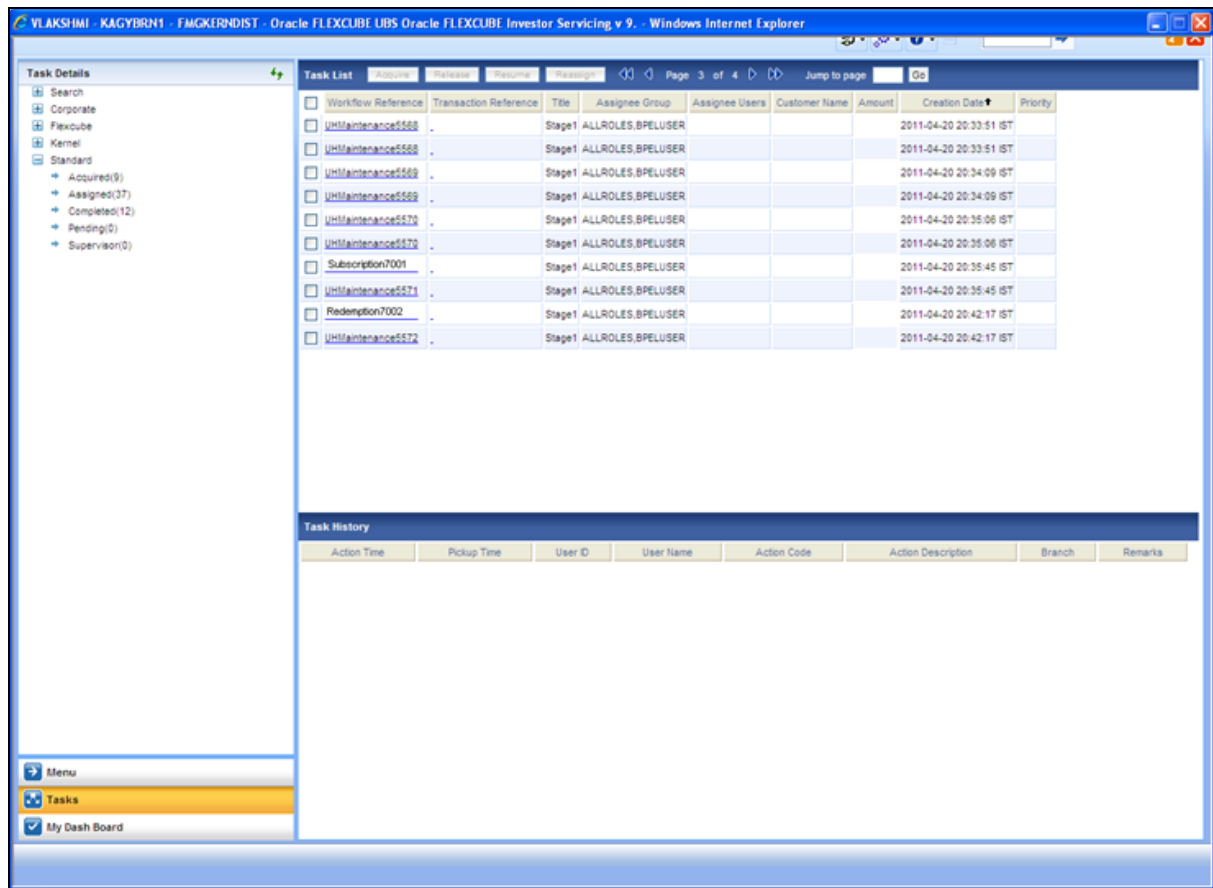 VLAKSHMI - KAGYBRN1 - FMGKERNDIST - Oracle FLEXCUBE UBS Oracle FLEXCUBE Investor Servicing v 9. - Windows Internet Explorer
Task Details
Search
Corporate
Flexcube
Kernel
Standard
Acquired(9)
Assigned(37)
Completed(12)
Pending(0)
Supervisor(0)
Menu
Tasks
My Dash Board
Task List Acquire Release Resume Reassign Page 3 of 4 Jump to page Go
Workflow Reference Transaction Reference Title Assignee Group Assignee Users Customer Name Amount Creation Date Priority
UHMaintenance5568 Stage1 ALLROLES,BPELUSER 2011-04-20 20:33:51 IST
UHMaintenance5568 Stage1 ALLROLES,BPELUSER 2011-04-20 20:33:51 IST
UHMaintenance5569 Stage1 ALLROLES,BPELUSER 2011-04-20 20:34:09 IST
UHMaintenance5569 Stage1 ALLROLES,BPELUSER 2011-04-20 20:34:09 IST
UHMaintenance5570 Stage1 ALLROLES,BPELUSER 2011-04-20 20:35:06 IST
UHMaintenance5570 Stage1 ALLROLES,BPELUSER 2011-04-20 20:35:06 IST
Subscription7001 Stage1 ALLROLES,BPELUSER 2011-04-20 20:35:45 IST
UHMaintenance5571 Stage1 ALLROLES,BPELUSER 2011-04-20 20:35:45 IST
Redemption7002 Stage1 ALLROLES,BPELUSER 2011-04-20 20:42:17 IST
UHMaintenance5572 Stage1 ALLROLES,BPELUSER 2011-04-20 20:42:17 IST
Task History
Action Time Pickup Time User ID User Name Action Code Action Description Branch Remarks